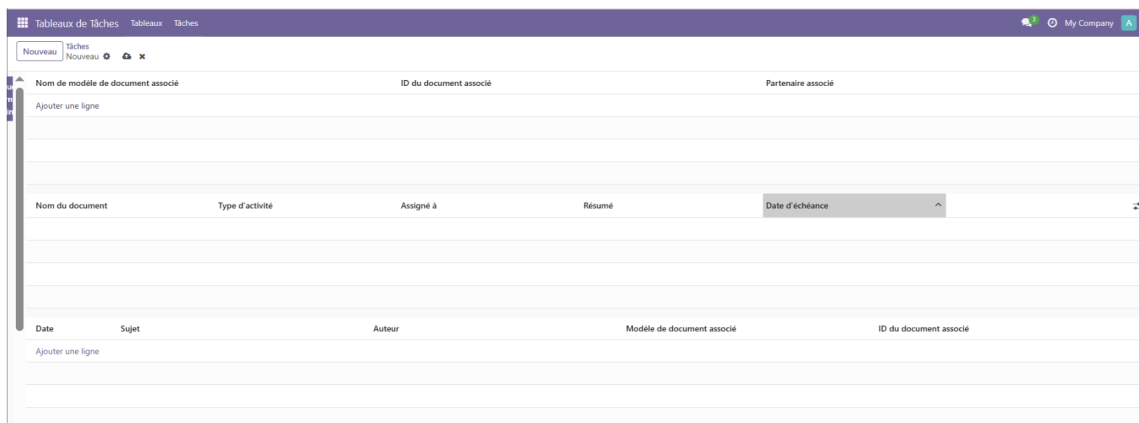 Tableaux de Tâches Tableaux Tâches 3 My Company A
Nouveau Tâches
Nouveau
Nom de modèle de document associé ID du document associé Partenaire associé
Ajouter une ligne
Nom du document Type d'activité Assigné à Résumé Date d'échéance
Date Sujet Auteur Modèle de document associé ID du document associé
Ajouter une ligne